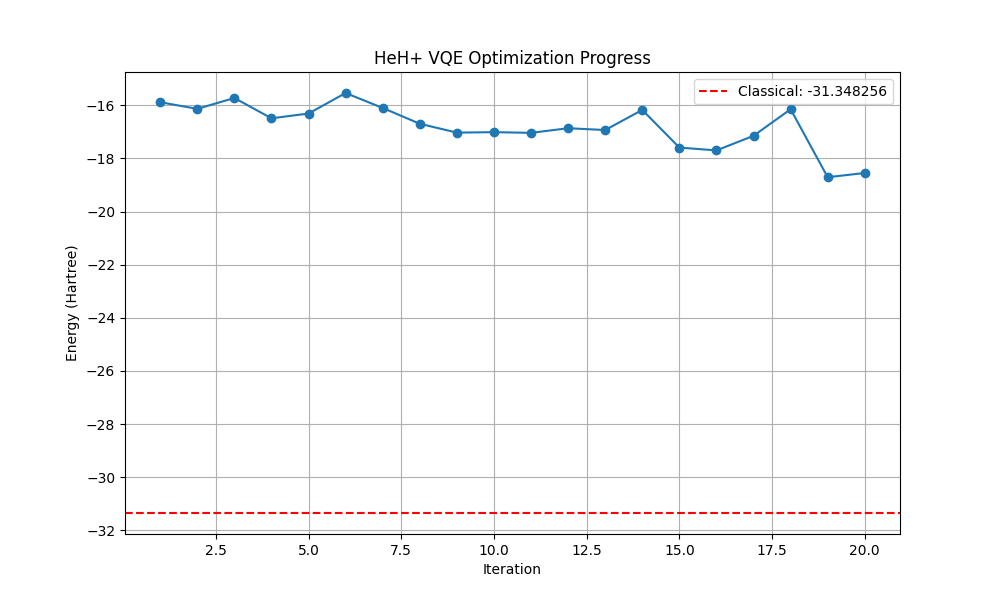 HeH+ VQE Optimization Progress
Classical: -31.348256
Energy (Hartree)
−16
−18
−20
−22
−24
−26
−28
−30
−32
2.5 5.0 7.5 10.0 12.5 15.0 17.5 20.0
Iteration